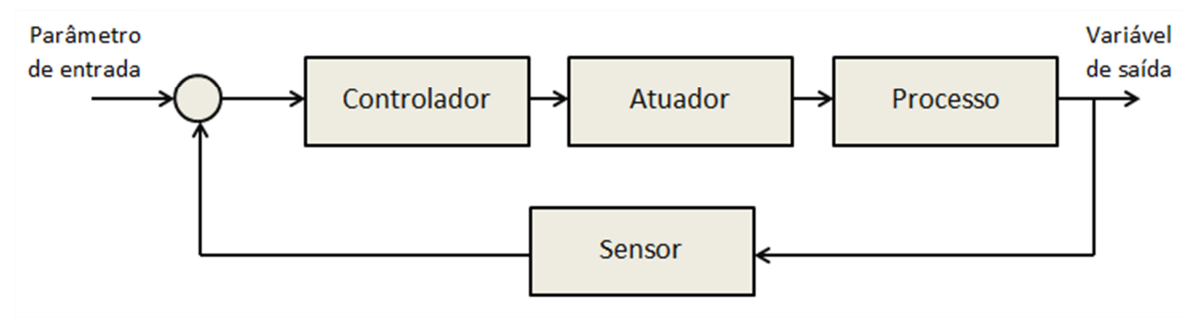 Parâmetro
de entrada
Variável
de saída
Controlador
Atuador
Processo
Sensor